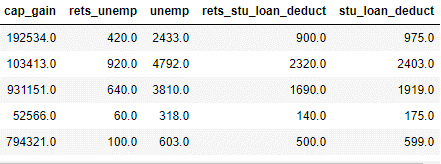 cap_gain rets_unemp unemp rets_stu_loan_deduct stu_loan_deduct
192534.0 420.0 2433.0 900.0 975.0
103413.0 920.0 4792.0 2320.0 2403.0
931151.0 640.0 3810.0 1690.0 1919.0
52566.0 60.0 318.0 140.0 175.0
794321.0 100.0 603.0 500.0 599.0